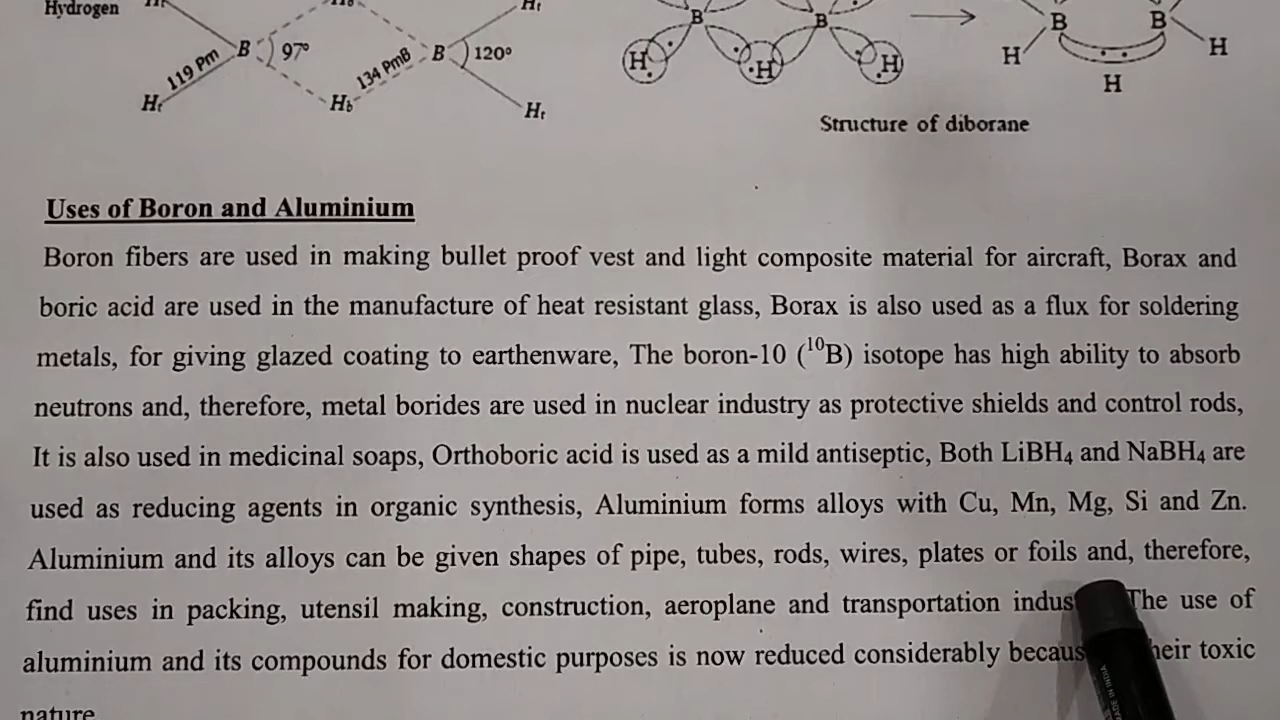 Hydrogen
B 97° B 120°
119 Pm 134 PmB
Ht Hb Ht
B B B B
H H H H H
H
Structure of diborane
Uses of Boron and Aluminium
Boron fibers are used in making bullet proof vest and light composite material for aircraft, Borax and
boric acid are used in the manufacture of heat resistant glass, Borax is also used as a flux for soldering
metals, for giving glazed coating to earthenware, The boron-10 (¹⁰B) isotope has high ability to absorb
neutrons and, therefore, metal borides are used in nuclear industry as protective shields and control rods,
It is also used in medicinal soaps, Orthoboric acid is used as a mild antiseptic, Both LiBH₄ and NaBH₄ are
used as reducing agents in organic synthesis, Aluminium forms alloys with Cu, Mn, Mg, Si and Zn.
Aluminium and its alloys can be given shapes of pipe, tubes, rods, wires, plates or foils and, therefore,
find uses in packing, utensil making, construction, aeroplane and transportation indus The use of
aluminium and its compounds for domestic purposes is now reduced considerably becaus heir toxic
nature
MADE IN INDIA